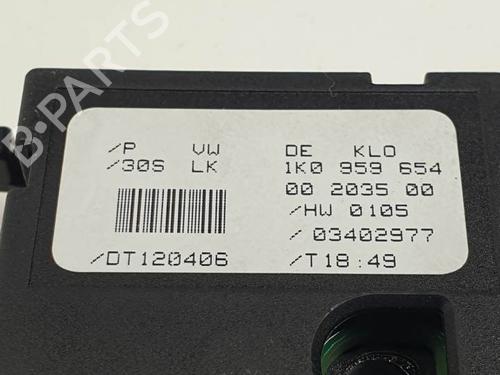 /P VW DE KLO
/30S LK 1K0 959 654
00 2035 00
/HW 0105
/03402977
/DT120406 /T18:49
B-PARTS